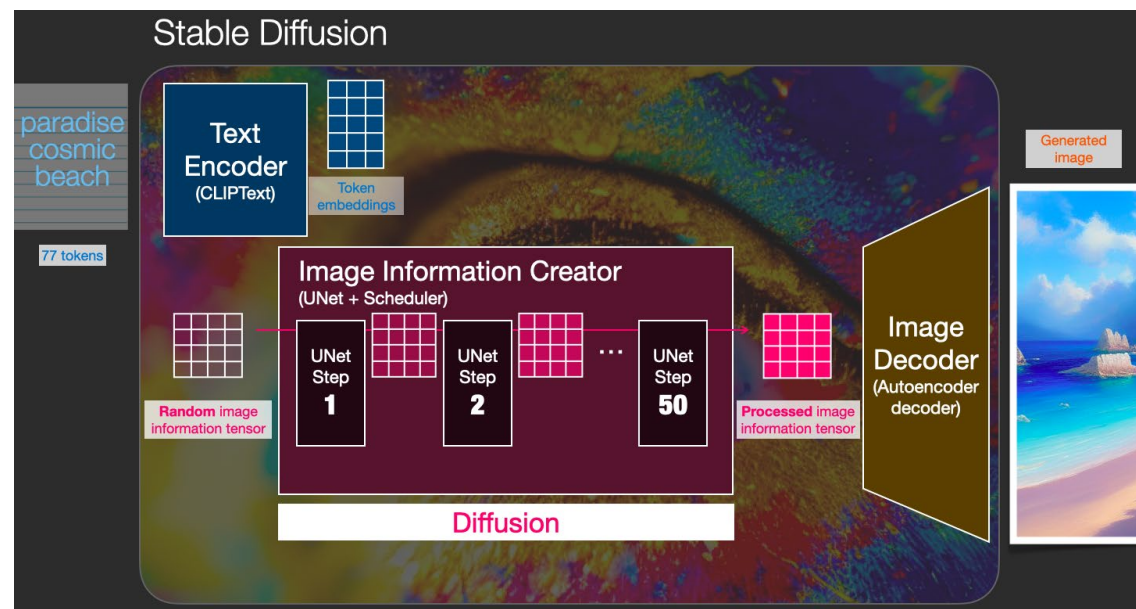 Stable Diffusion
paradise
cosmic
beach
77 tokens
Text
Encoder
(CLIPText)
Token
embeddings
Image Information Creator
(UNet + Scheduler)
Random image
information tensor
UNet
Step
1
UNet
Step
2
...
UNet
Step
50
Processed image
information tensor
Diffusion
Image
Decoder
(Autoencoder
decoder)
Generated
image